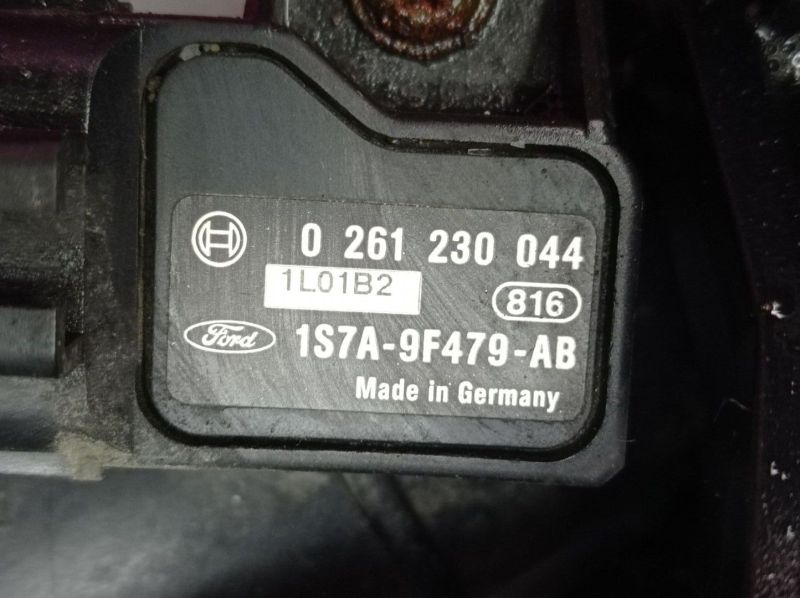 0 261 230 044
1L01B2
816
Ford 1S7A-9F479-AB
Made in Germany